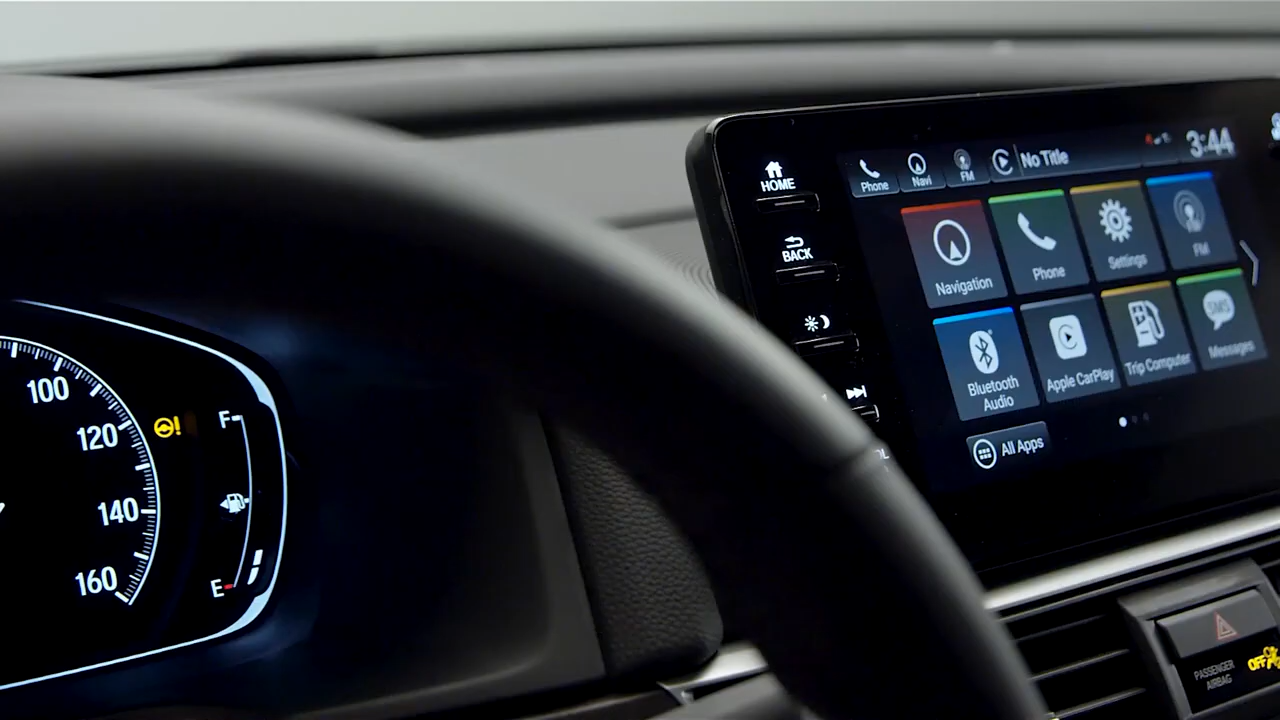 100
120
140
160
F
E
HOME
BACK
Phone
Navi
FM
No Title
3:44
Navigation
Phone
Settings
FM
Bluetooth
Audio
Apple CarPlay
Trip Computer
SMS
Messages
All Apps
PASSENGER
AIRBAG
OFF